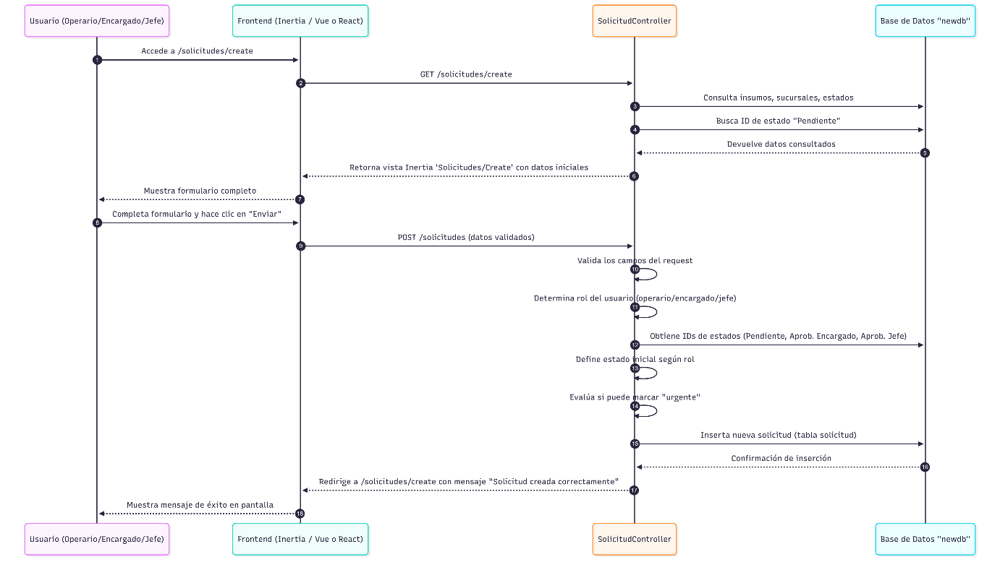 Usuario (Operario/Encargado/Jefe)
Frontend (Inertia / Vue o React)
SolicitudController
Base de Datos "newdb"
Accede a /solicitudes/create
1
GET /solicitudes/create
2
Consulta insumos, sucursales, estados
3
Busca ID de estado "Pendiente"
4
Devuelve datos consultados
5
Retorna vista Inertia 'Solicitudes/Create' con datos iniciales
6
Muestra formulario completo
7
Completa formulario y hace clic en "Enviar"
8
POST /solicitudes (datos validados)
9
Valida los campos del request
10
Determina rol del usuario (operario/encargado/jefe)
11
Obtiene IDs de estados (Pendiente, Aprob. Encargado, Aprob. Jefe)
12
Define estado inicial según rol
13
Evalúa si puede marcar "urgente"
14
Inserta nueva solicitud (tabla solicitud)
15
Confirmación de inserción
16
Redirige a /solicitudes/create con mensaje "Solicitud creada correctamente"
17
Muestra mensaje de éxito en pantalla
18
Usuario (Operario/Encargado/Jefe)
Frontend (Inertia / Vue o React)
SolicitudController
Base de Datos "newdb"